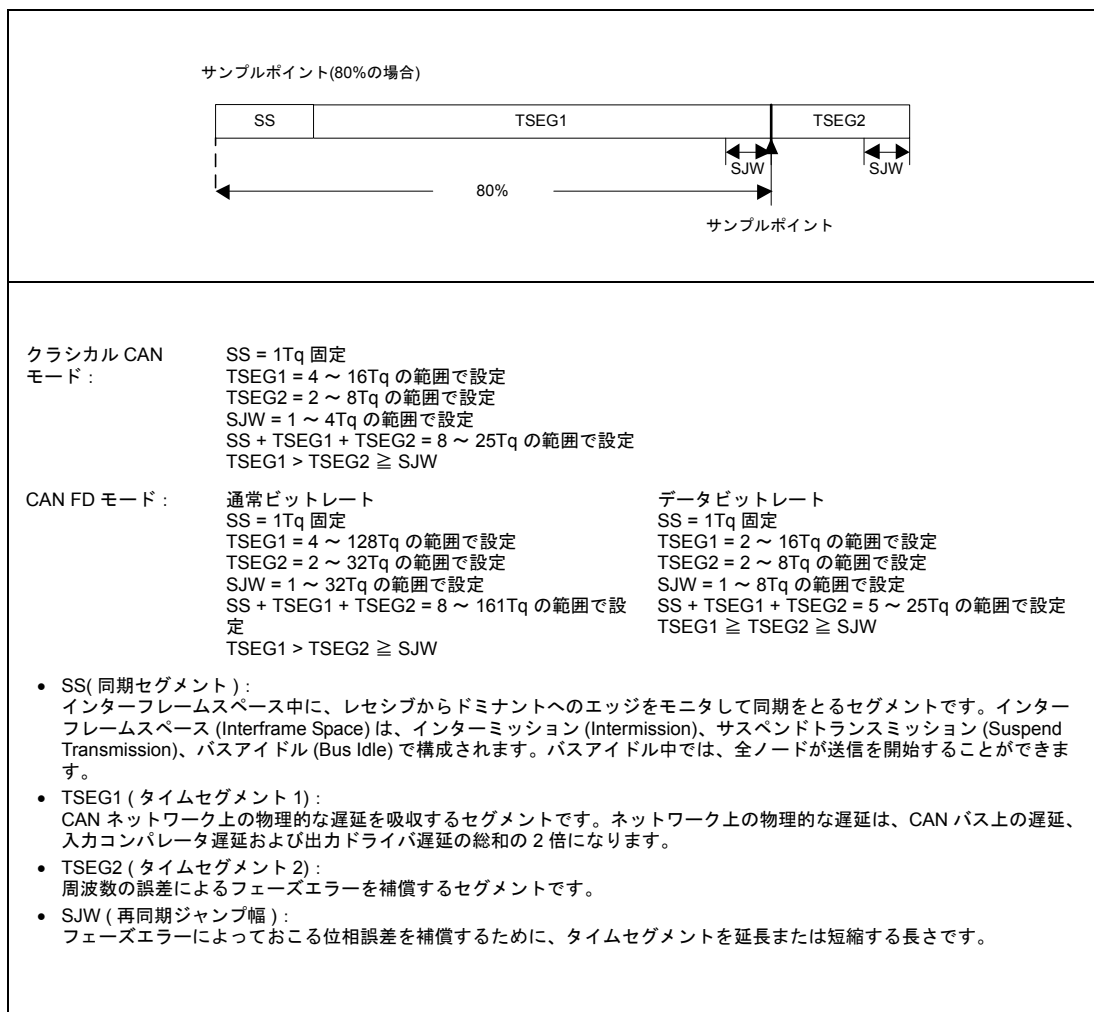 サンプルポイント(80%の場合)
SS
TSEG1
TSEG2
SJW
SJW
80%
サンプルポイント
クラシカル CAN
モード :
SS = 1Tq 固定
TSEG1 = 4 ～ 16Tq の範囲で設定
TSEG2 = 2 ～ 8Tq の範囲で設定
SJW = 1 ～ 4Tq の範囲で設定
SS + TSEG1 + TSEG2 = 8 ～ 25Tq の範囲で設定
TSEG1 > TSEG2 ≧ SJW
CAN FD モード :
通常ビットレート
SS = 1Tq 固定
TSEG1 = 4 ～ 128Tq の範囲で設定
TSEG2 = 2 ～ 32Tq の範囲で設定
SJW = 1 ～ 32Tq の範囲で設定
SS + TSEG1 + TSEG2 = 8 ～ 161Tq の範囲で設
定
TSEG1 > TSEG2 ≧ SJW
データビットレート
SS = 1Tq 固定
TSEG1 = 2 ～ 16Tq の範囲で設定
TSEG2 = 2 ～ 8Tq の範囲で設定
SJW = 1 ～ 8Tq の範囲で設定
SS + TSEG1 + TSEG2 = 5 ～ 25Tq の範囲で設定
TSEG1 ≧ TSEG2 ≧ SJW
• SS( 同期セグメント ) :
インターフレームスペース中に、レセシブからドミナントへのエッジをモニタして同期をとるセグメントです。インター
フレームスペース (Interframe Space) は、インターミッション (Intermission)、サスペンドトランスミッション (Suspend
Transmission)、バスアイドル (Bus Idle) で構成されます。バスアイドル中では、全ノードが送信を開始することができま
す。
• TSEG1 ( タイムセグメント 1) :
CAN ネットワーク上の物理的な遅延を吸収するセグメントです。ネットワーク上の物理的な遅延は、CAN バス上の遅延、
入力コンパレータ遅延および出力ドライバ遅延の総和の 2 倍になります。
• TSEG2 ( タイムセグメント 2) :
周波数の誤差によるフェーズエラーを補償するセグメントです。
• SJW ( 再同期ジャンプ幅 ) :
フェーズエラーによっておこる位相誤差を補償するために、タイムセグメントを延長または短縮する長さです。